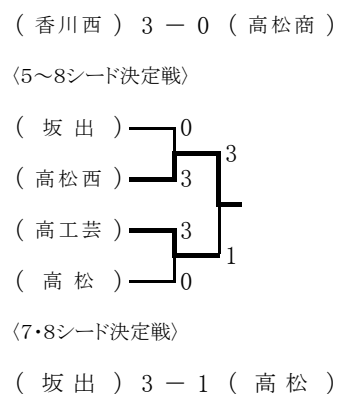 ( 香川西 ) 3 － 0 ( 高松商 )
〈5～8シード決定戦〉
( 坂 出 ) 0
3
( 高松西 ) 3
( 高工芸 ) 3
1
( 高 松 ) 0
〈7・8シード決定戦〉
( 坂 出 ) 3 － 1 ( 高 松 )